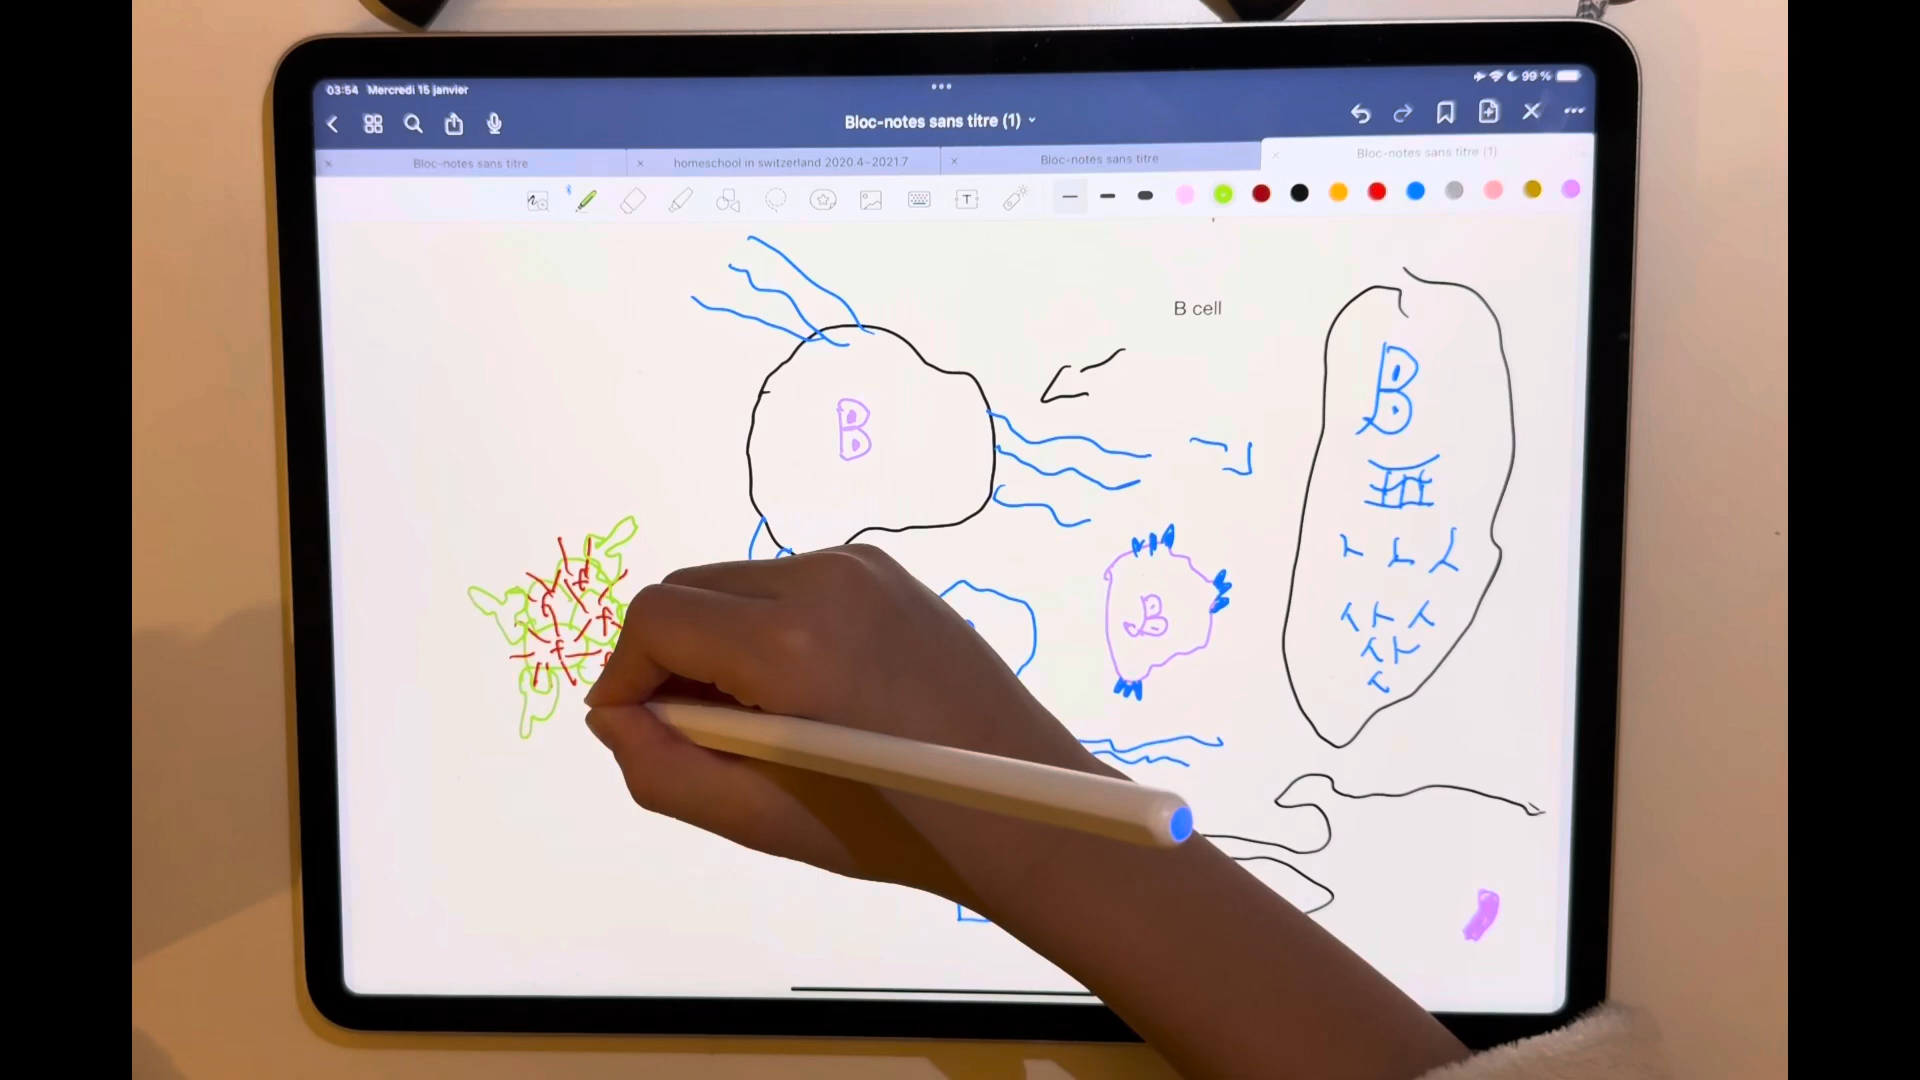 03:54 Mercredi 15 janvier
99 %
Bloc-notes sans titre (1)
Bloc-notes sans titre
homeschool in switzerland 2020.4-2021.7
Bloc-notes sans titre
Bloc-notes sans titre (1)
T
B cell
B
B
B
f
f
f